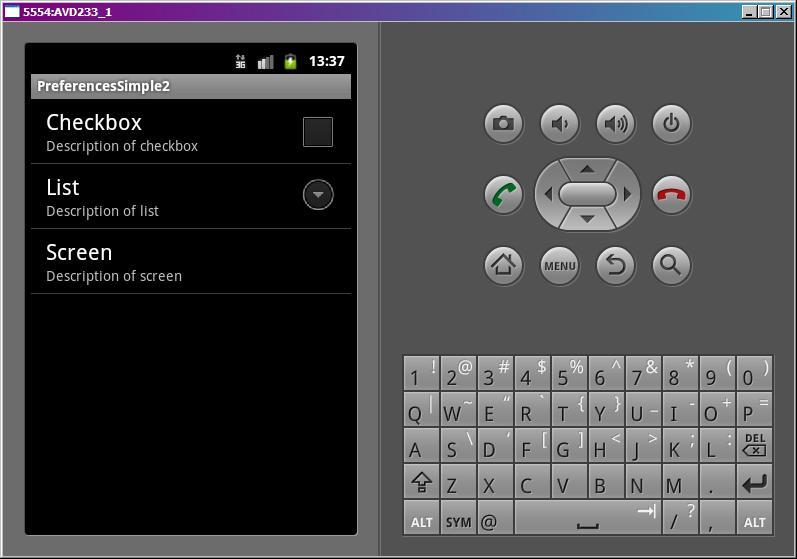 5554:AVD233_1
3G 13:37
PreferencesSimple2
Checkbox
Description of checkbox
List
Description of list
Screen
Description of screen
MENU
1 ! 2 @ 3 # 4 $ 5 % 6 ^ 7 & 8 * 9 ( 0 )
Q | W ~ E “ R ` T { Y } U _ I - O + P =
A S \ D ‘ F [ G ] H < J > K ; L : DEL
Z X C V B N M .
ALT SYM @ / ? , ALT